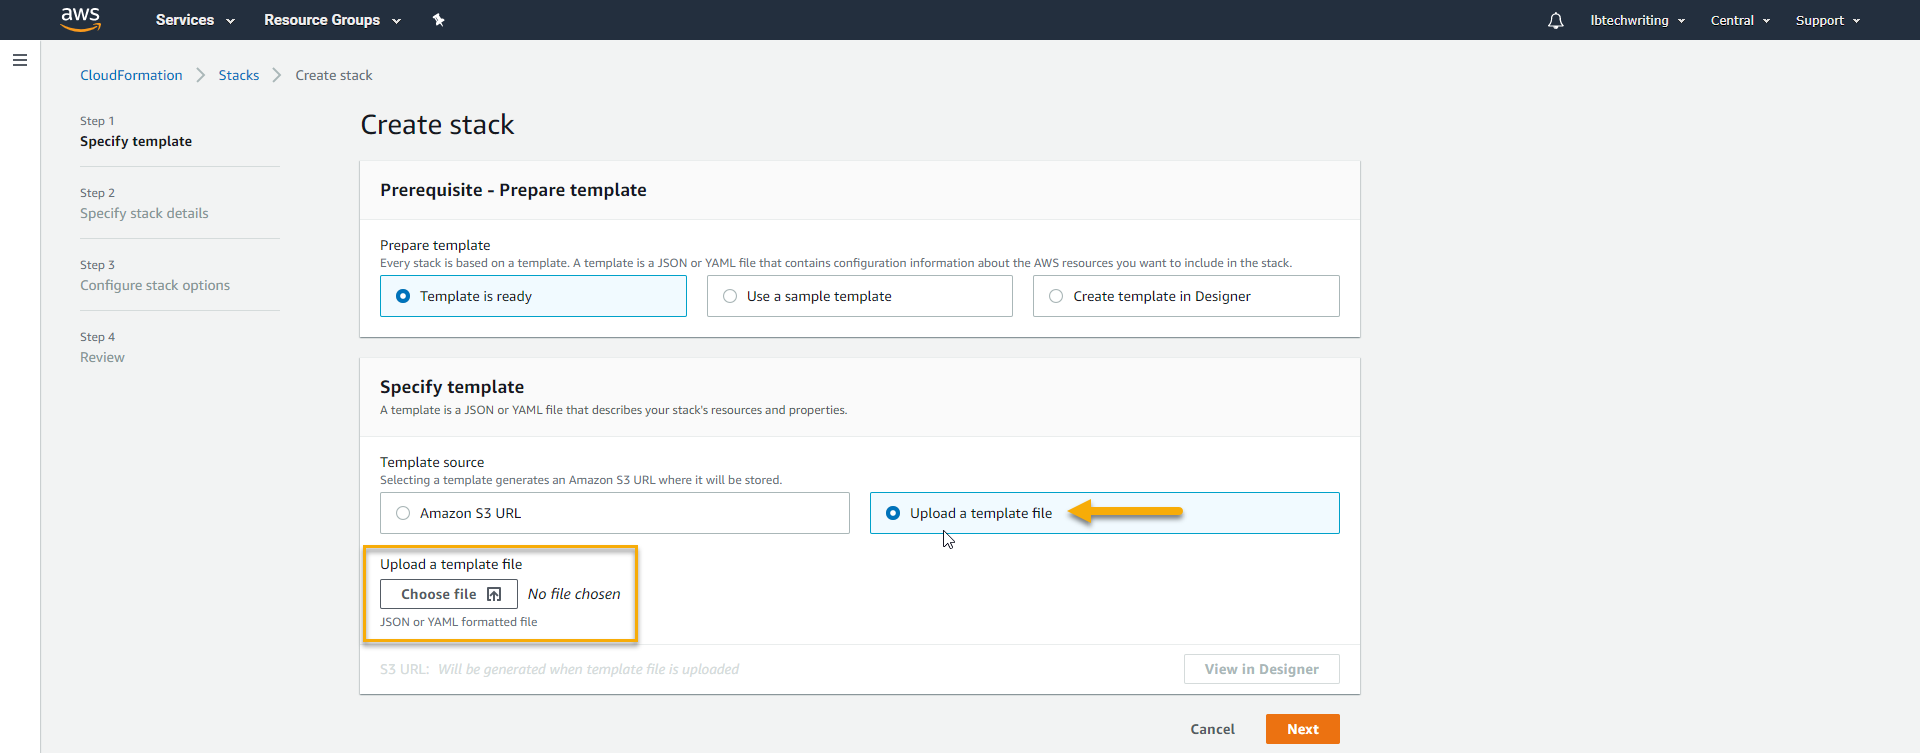 aws Services Resource Groups lbtechwriting Central Support
CloudFormation Stacks Create stack
Step 1
Specify template
Step 2
Specify stack details
Step 3
Configure stack options
Step 4
Review
Create stack
Prerequisite - Prepare template
Prepare template
Every stack is based on a template. A template is a JSON or YAML file that contains configuration information about the AWS resources you want to include in the stack.
Template is ready Use a sample template Create template in Designer
Specify template
A template is a JSON or YAML file that describes your stack's resources and properties.
Template source
Selecting a template generates an Amazon S3 URL where it will be stored.
Amazon S3 URL Upload a template file
Upload a template file
Choose file No file chosen
JSON or YAML formatted file
S3 URL: Will be generated when template file is uploaded View in Designer
Cancel Next